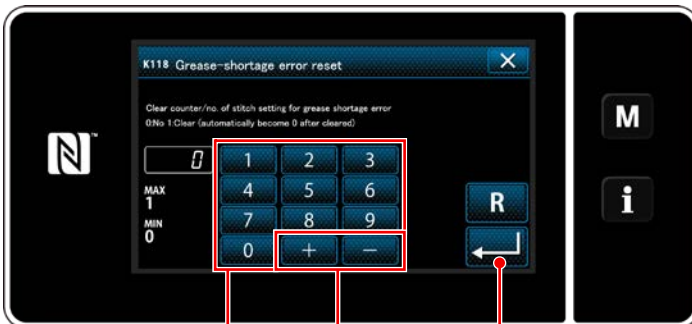 K118 Grease-shortage error reset
Clear counter/no. of stitch setting for grease shortage error
0:No 1:Clear (automatically become 0 after cleared)
0
1 2 3
MAX
1
4 5 6
MIN
0
7 8 9
0 + −
R
M
i
N